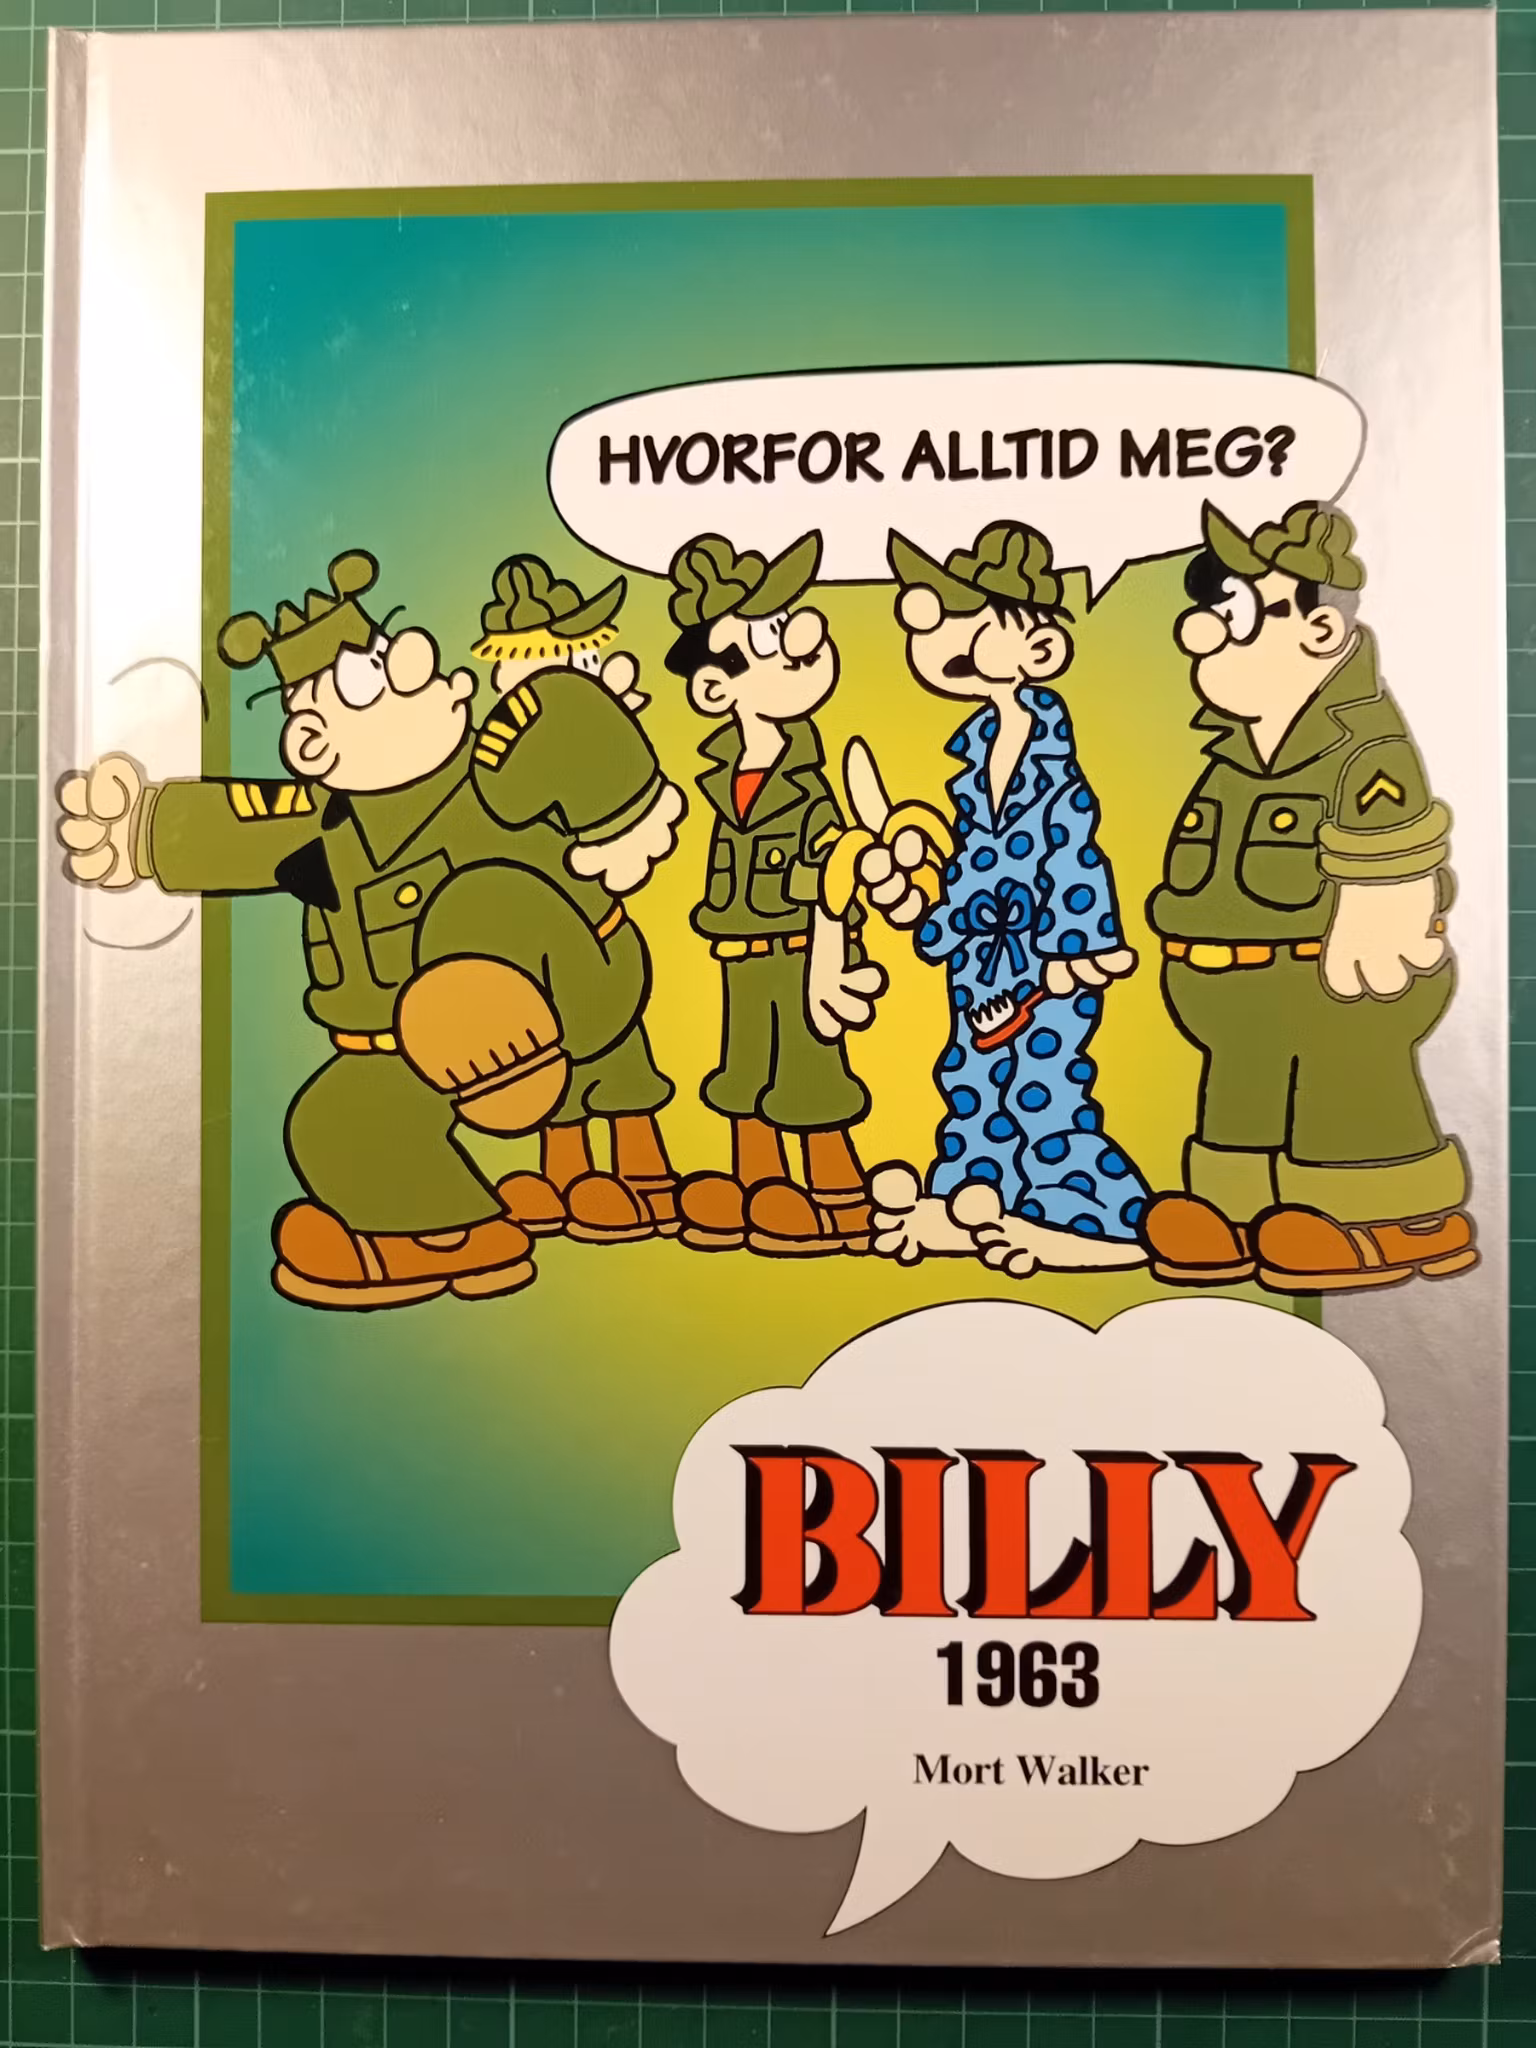 HVORFOR ALLTID MEG?
BILLY
1963
Mort Walker